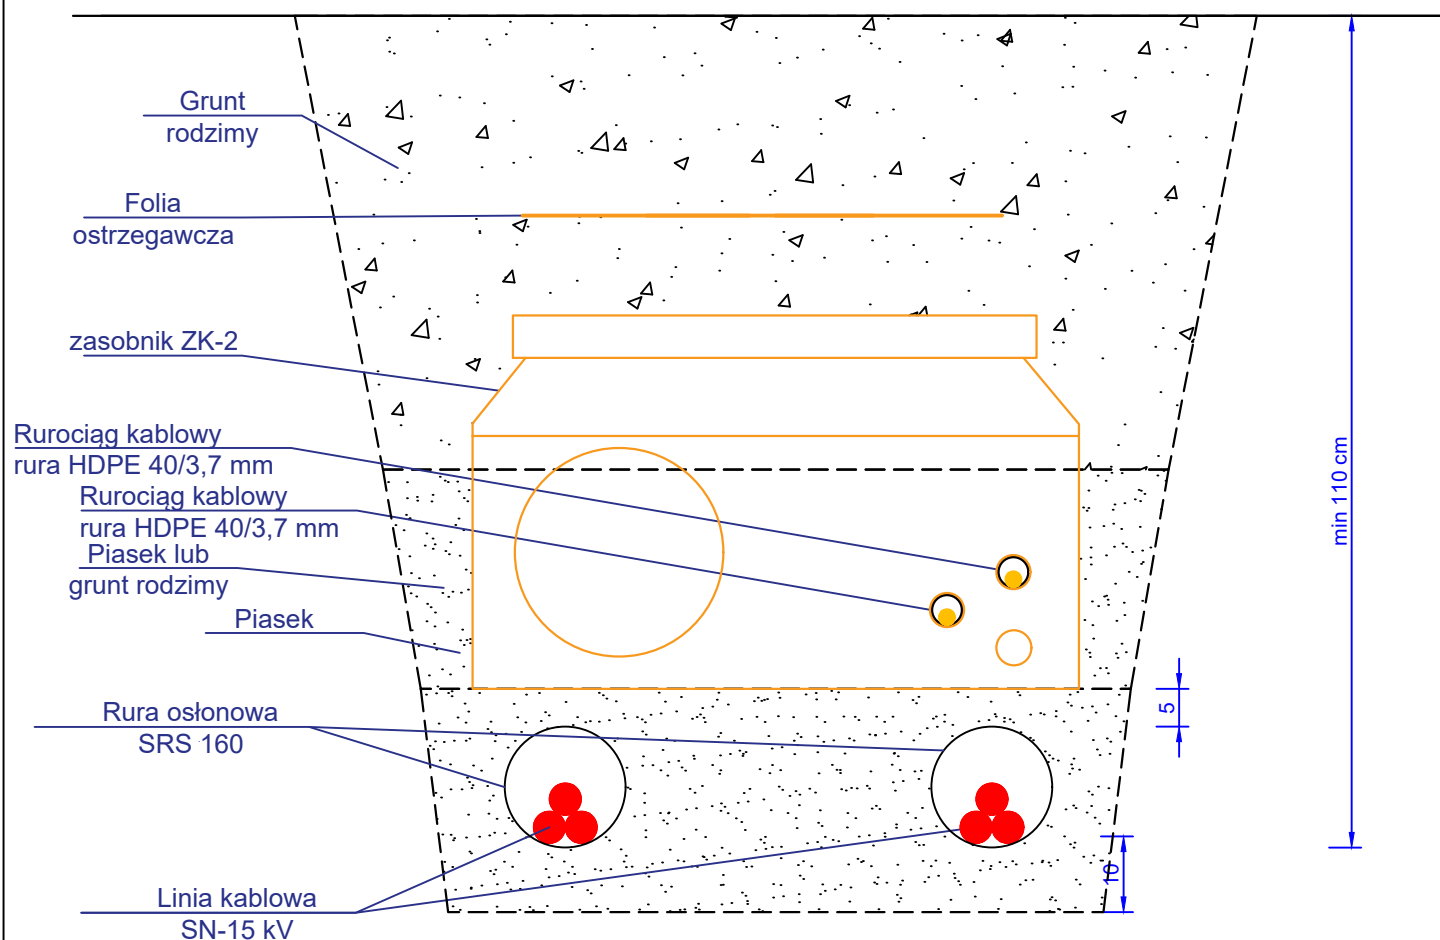 Grunt
rodzimy
Folia
ostrzegawcza
zasobnik ZK-2
Rurociąg kablowy
rura HDPE 40/3,7 mm
Rurociąg kablowy
rura HDPE 40/3,7 mm
Piasek lub
grunt rodzimy
Piasek
Rura osłonowa
SRS 160
Linia kablowa
SN-15 kV
min 110 cm
5
10